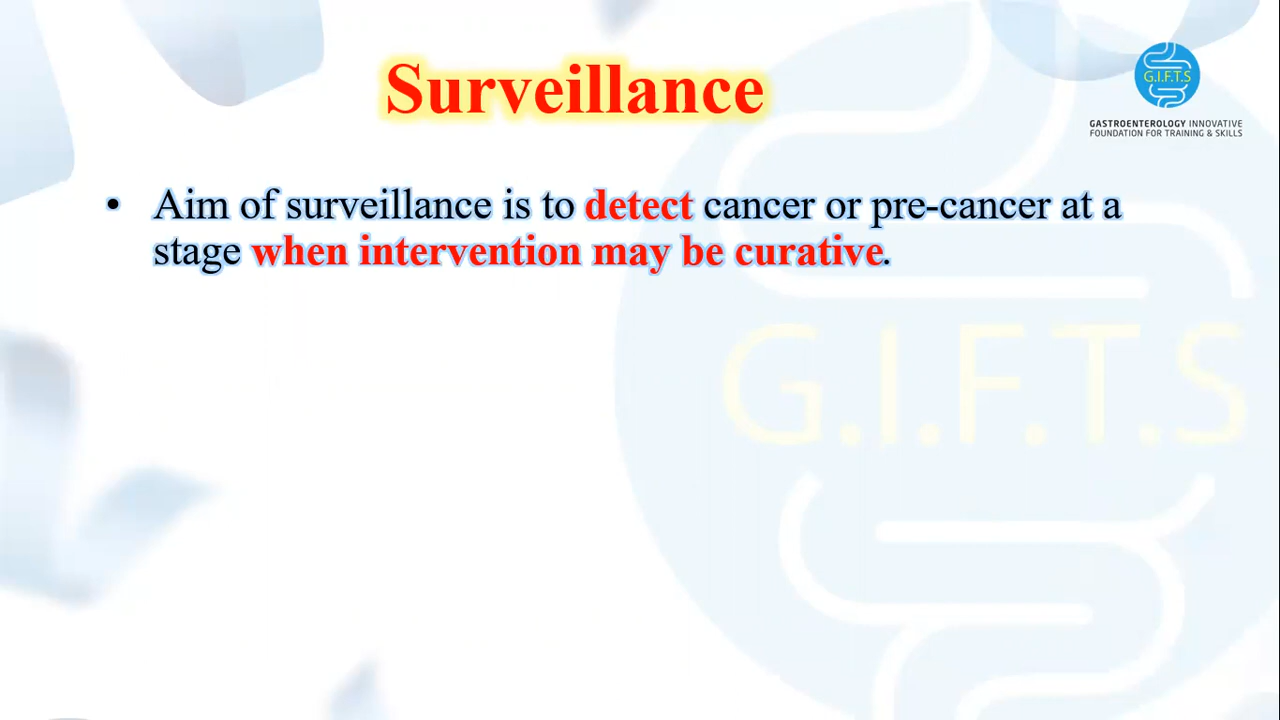 Surveillance
G.I.F.T.S
GASTROENTEROLOGY INNOVATIVE
FOUNDATION FOR TRAINING & SKILLS
• Aim of surveillance is to detect cancer or pre-cancer at a
stage when intervention may be curative.
G.I.F.T.S